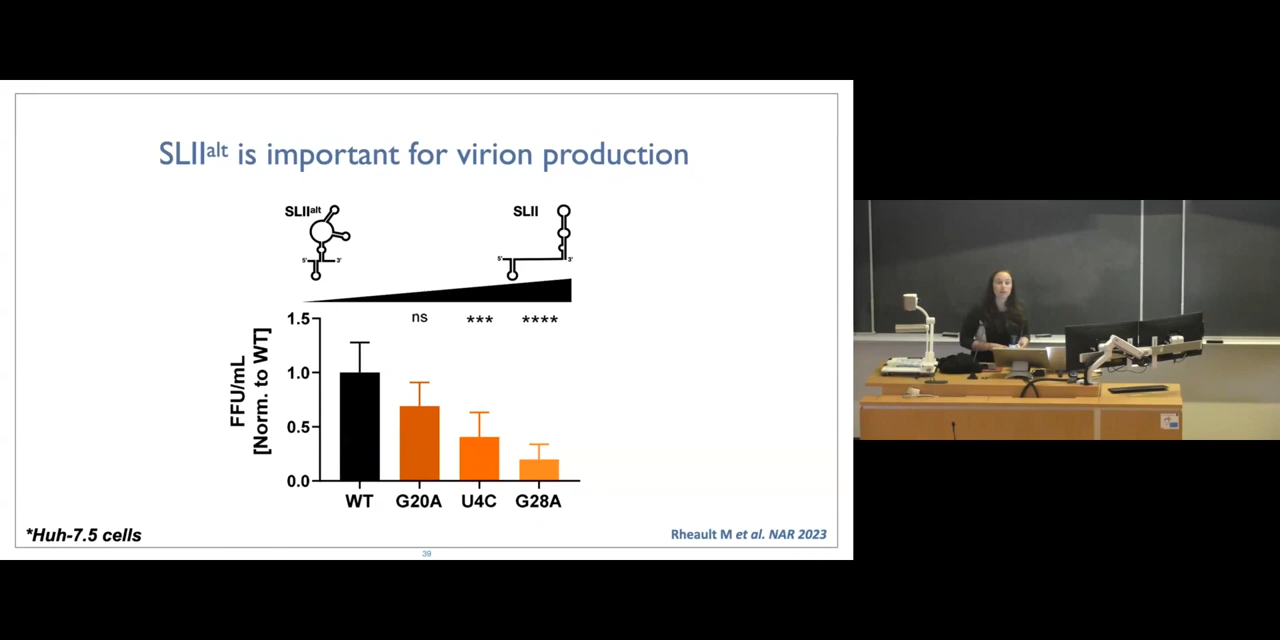 SLIIalt is important for virion production
SLIIalt
SLII
5'
3'
5'
3'
ns
***
****
1.5
1.0
0.5
0.0
FFU/mL
[Norm. to WT]
WT
G20A
U4C
G28A
*Huh-7.5 cells
Rheault M et al. NAR 2023
39